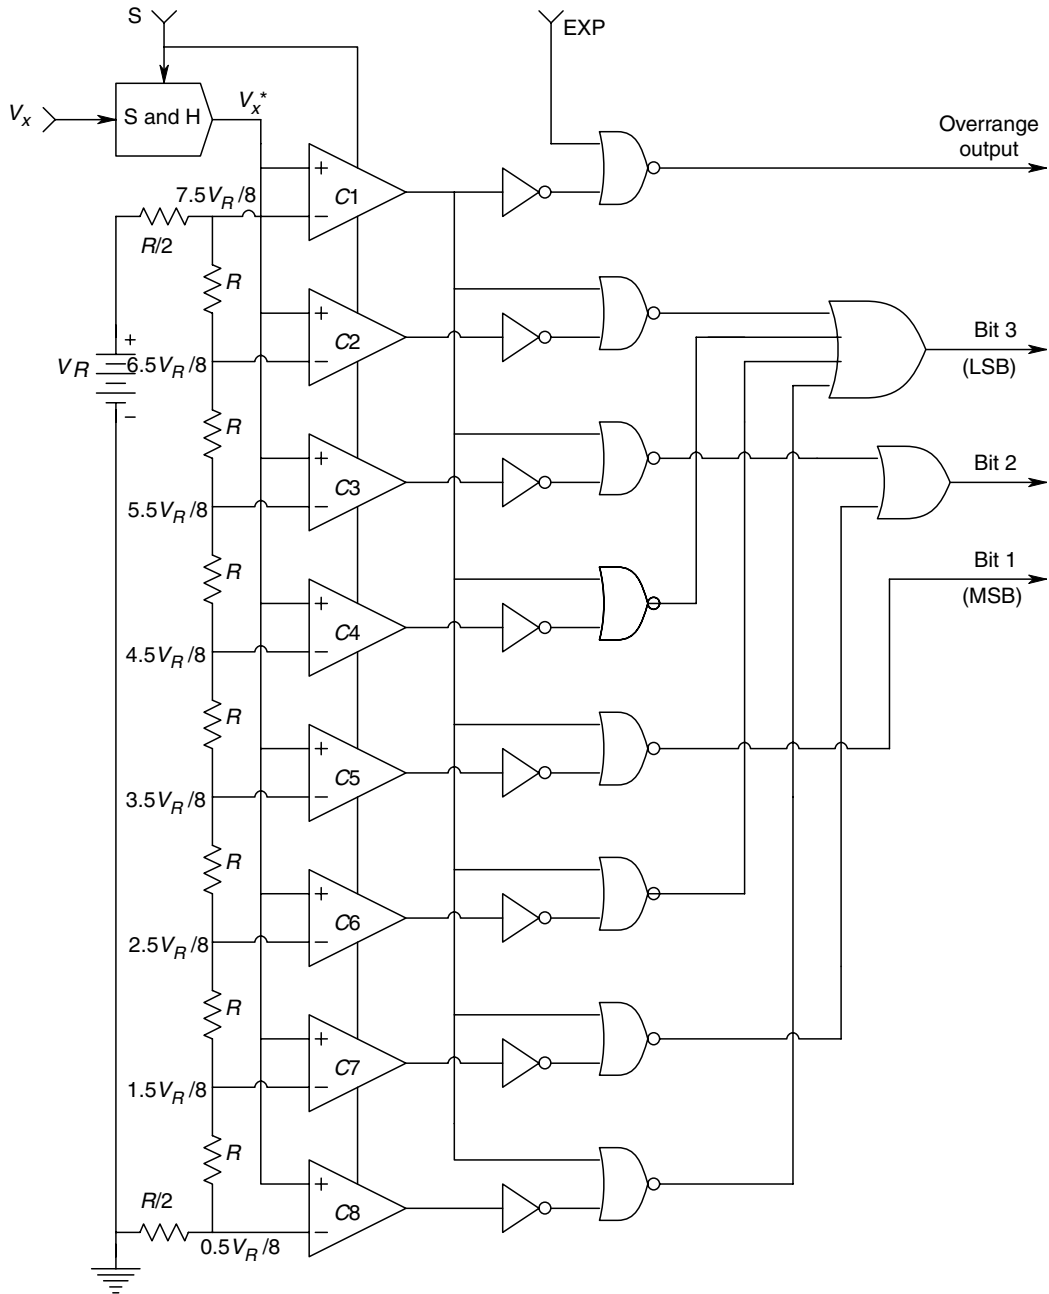 S
EXP
V_x
S and H
V_x*
Overrange
output
+
C1
7.5V_R/8
−
R/2
R
+
C2
Bit 3
+
V_R
6.5V_R/8
−
(LSB)
−
R
+
C3
Bit 2
5.5V_R/8
−
R
Bit 1
+
C4
(MSB)
4.5V_R/8
−
R
+
C5
3.5V_R/8
−
R
+
C6
2.5V_R/8
−
R
+
C7
1.5V_R/8
−
R
+
R/2
C8
−
0.5V_R/8